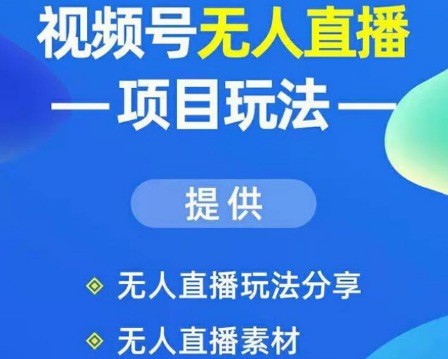 视频号无人直播
项目玩法
提供
无人直播玩法分享
无人直播素材